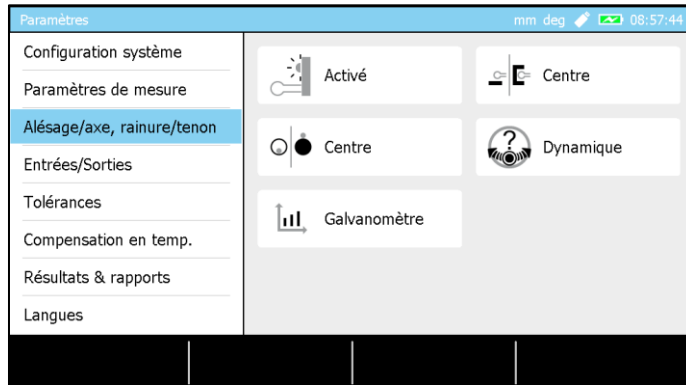 Paramètres
mm deg 08:57:44
Configuration système
Paramètres de mesure
Alésage/axe, rainure/tenon
Entrées/Sorties
Tolérances
Compensation en temp.
Résultats & rapports
Langues
Activé
Centre
Centre
?
Dynamique
Galvanomètre